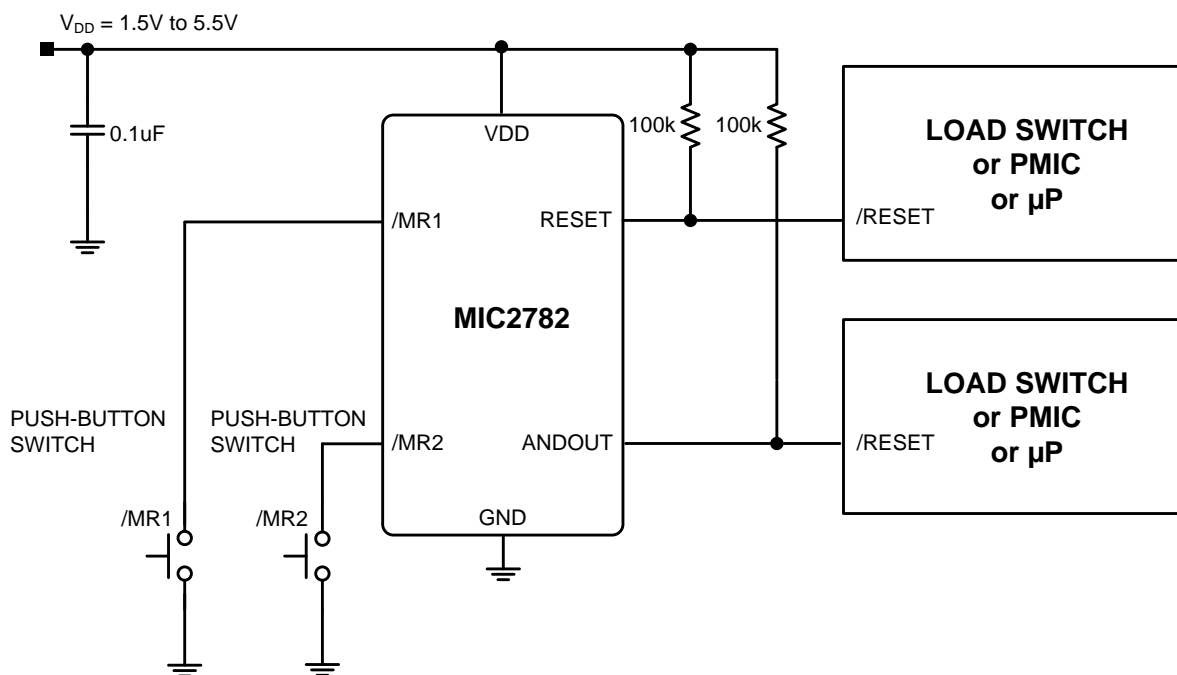 VDD = 1.5V to 5.5V
0.1uF
VDD
100k
100k
LOAD SWITCH
or PMIC
or µP
/MR1
RESET
/RESET
MIC2782
LOAD SWITCH
or PMIC
or µP
PUSH-BUTTON
SWITCH
PUSH-BUTTON
SWITCH
/MR2
ANDOUT
/RESET
/MR1
/MR2
GND